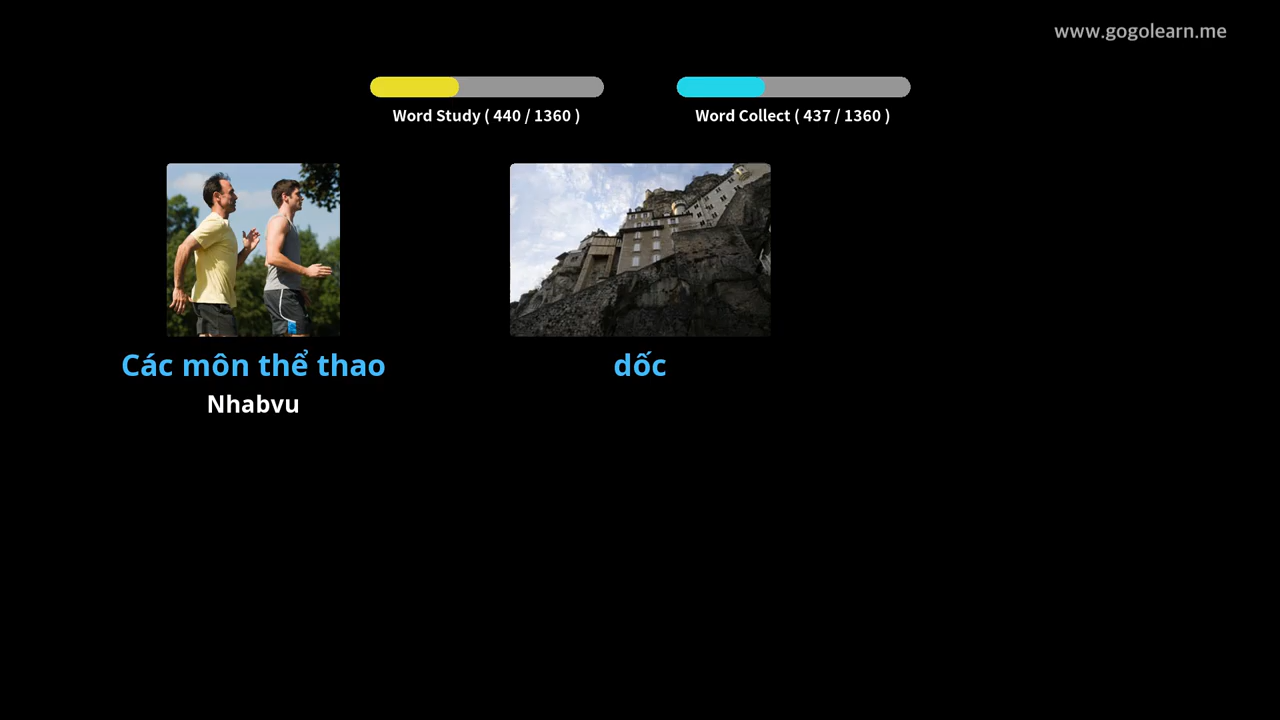 www.gogolearn.me
Word Study ( 440 / 1360 )
Word Collect ( 437 / 1360 )
Các môn thể thao
Nhabvu
dốc